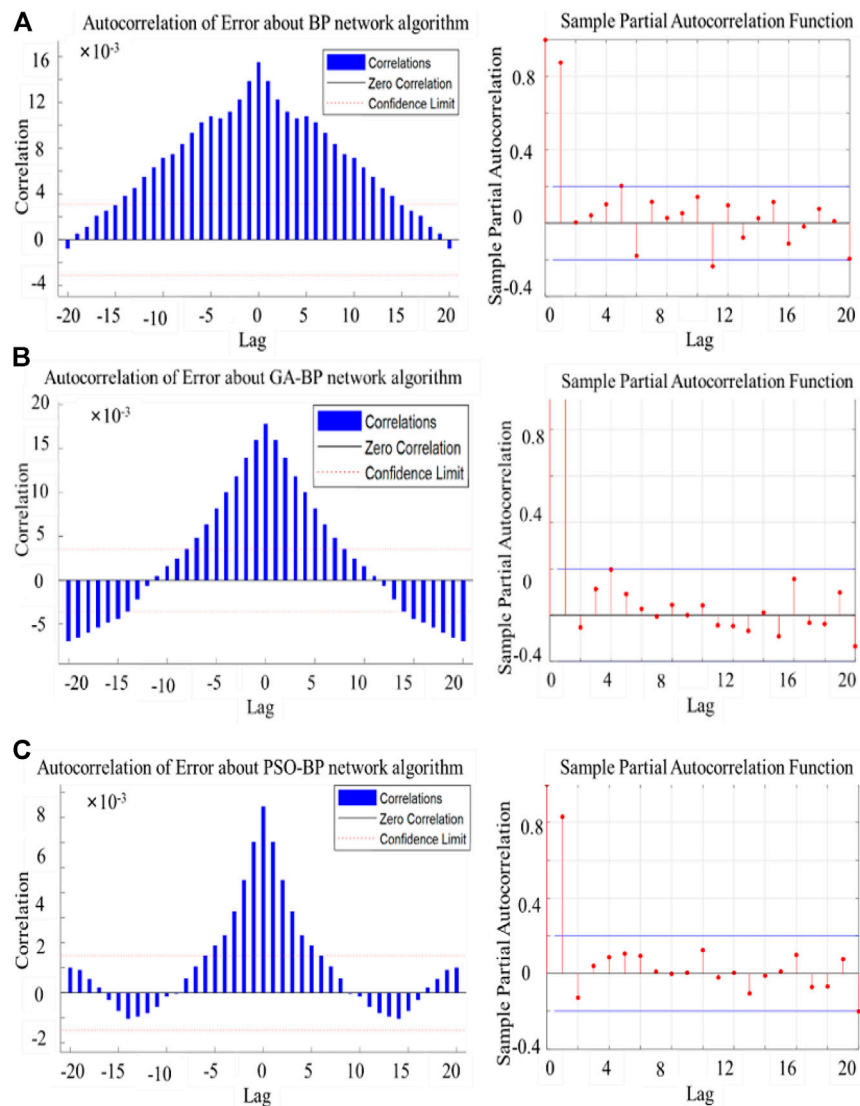 A
Autocorrelation of Error about BP network algorithm
×10-3
16
12
8
4
0
-4
Correlation
Correlations
Zero Correlation
Confidence Limit
-20 -15 -10 -5 0 5 10 15 20
Lag
Sample Partial Autocorrelation Function
0.8
0.4
0
-0.4
Sample Partial Autocorrelation
0 4 8 12 16 20
Lag
B
Autocorrelation of Error about GA-BP network algorithm
×10-3
20
15
10
5
0
-5
Correlation
Correlations
Zero Correlation
Confidence Limit
-20 -15 -10 -5 0 5 10 15 20
Lag
Sample Partial Autocorrelation Function
0.8
0.4
0
-0.4
Sample Partial Autocorrelation
0 4 8 12 16 20
Lag
C
Autocorrelation of Error about PSO-BP network algorithm
×10-3
8
6
4
2
0
-2
Correlation
Correlations
Zero Correlation
Confidence Limit
-20 -15 -10 -5 0 5 10 15 20
Lag
Sample Partial Autocorrelation Function
0.8
0.4
0
-0.4
Sample Partial Autocorrelation
0 4 8 12 16 20
Lag